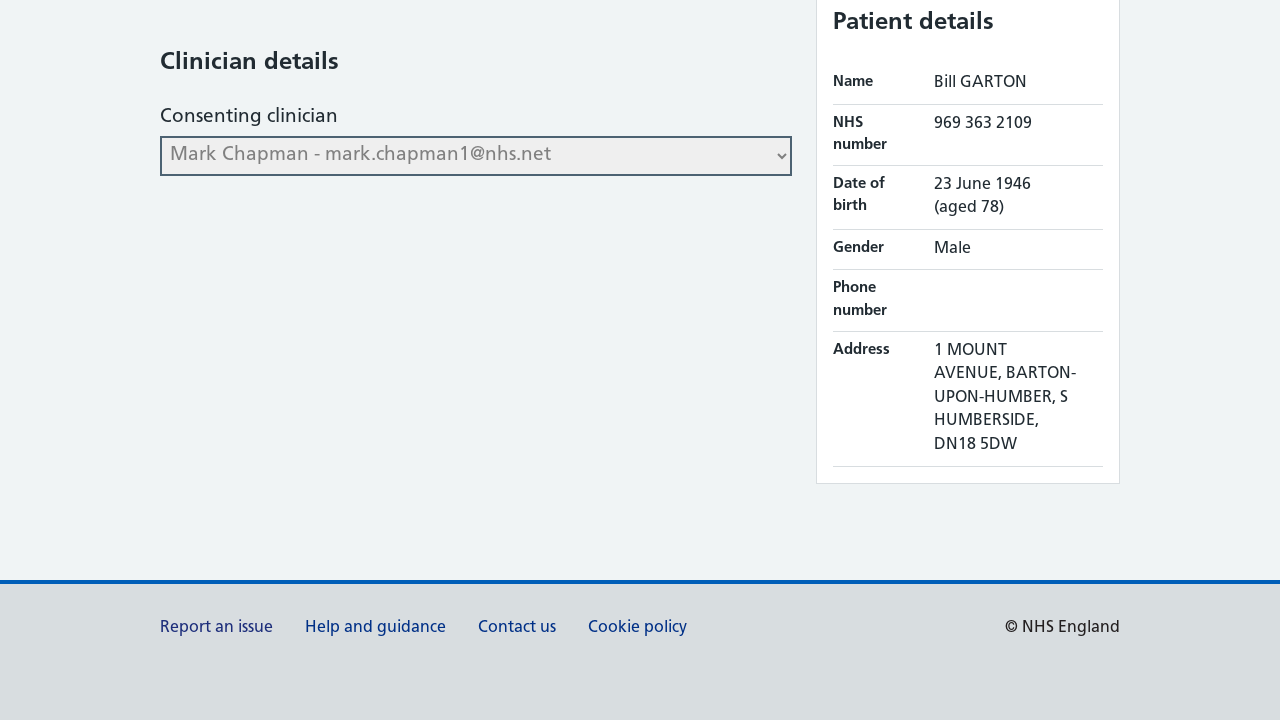 Clinician details
Consenting clinician
Mark Chapman - mark.chapman1@nhs.net
Patient details
Name
Bill GARTON
NHS
number
969 363 2109
Date of
birth
23 June 1946
(aged 78)
Gender
Male
Phone
number
Address
1 MOUNT
AVENUE, BARTON-
UPON-HUMBER, S
HUMBERSIDE,
DN18 5DW
Report an issue
Help and guidance
Contact us
Cookie policy
© NHS England